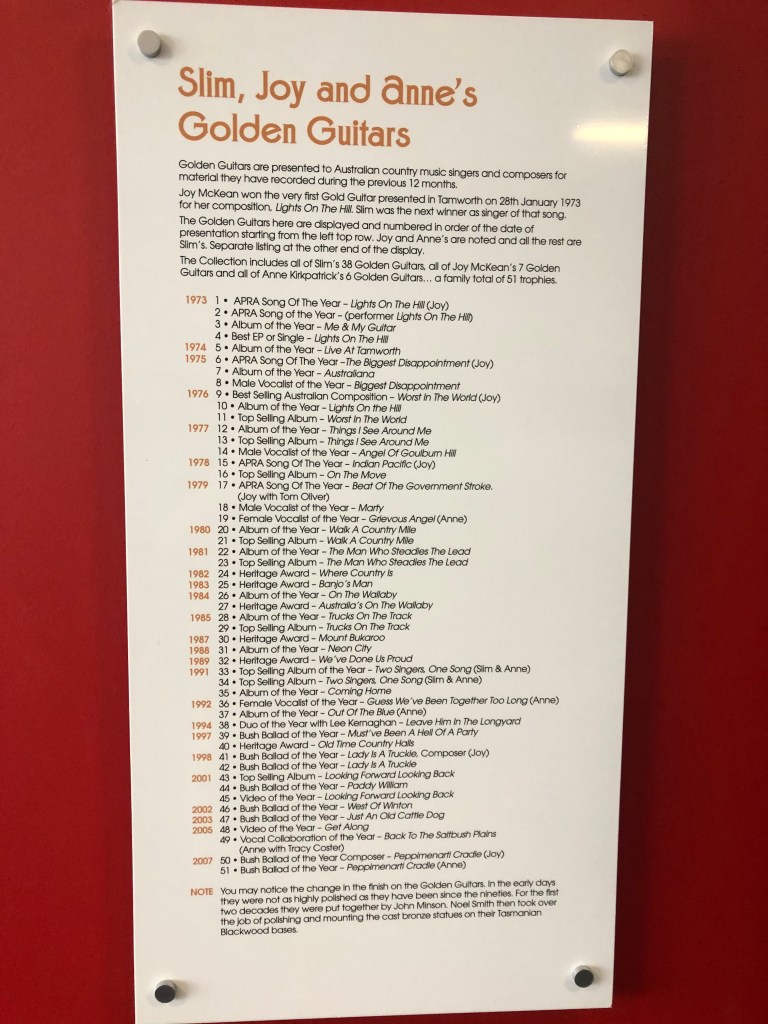 Slim, Joy and Anne's
Golden Guitars
Golden Guitars are presented to Australian country music singers and composers for
material they have recorded during the previous 12 months.
Joy McKean won the very first Gold Guitar presented in Tamworth on 28th January 1973
for her composition, Lights On The Hill. Slim was the next winner as singer of that song.
The Golden Guitars here are displayed and numbered in order of the date of
presentation starting from the left top row. Joy and Anne's are noted and all the rest are
Slim's. Separate listing at the other end of the display.
The Collection includes all of Slim's 38 Golden Guitars, all of Joy McKean's 7 Golden
Guitars and all of Anne Kirkpatrick's 6 Golden Guitars... a family total of 51 trophies.
1973 1 • APRA Song Of The Year – Lights On The Hill (Joy)
2 • APRA Song of the Year – (performer Lights On The Hill)
3 • Album of the Year – Me & My Guitar
4 • Best EP or Single – Lights On The Hill
1974 5 • Album of the Year – Live At Tamworth
1975 6 • APRA Song Of The Year –The Biggest Disappointment (Joy)
7 • Album of the Year – Australiana
8 • Male Vocalist of the Year – Biggest Disappointment
1976 9 • Best Selling Australian Composition – Worst In The World (Joy)
10 • Album of the Year – Lights On the Hill
11 • Top Selling Album – Worst In The World
1977 12 • Album of the Year – Things I See Around Me
13 • Top Selling Album – Things I See Around Me
14 • Male Vocalist of the Year – Angel Of Goulburn Hill
1978 15 • APRA Song Of The Year – Indian Pacific (Joy)
16 • Top Selling Album – On The Move
1979 17 • APRA Song Of The Year – Beat Of The Government Stroke.
(Joy with Tom Oliver)
18 • Male Vocalist of the Year – Marty
19 • Female Vocalist of the Year – Grievous Angel (Anne)
1980 20 • Album of the Year – Walk A Country Mile
21 • Top Selling Album – Walk A Country Mile
1981 22 • Album of the Year – The Man Who Steadies The Lead
23 • Top Selling Album – The Man Who Steadies The Lead
1982 24 • Heritage Award – Where Country Is
1983 25 • Heritage Award – Banjo's Man
1984 26 • Album of the Year – On The Wallaby
27 • Heritage Award – Australia's On The Wallaby
1985 28 • Album of the Year – Trucks On The Track
29 • Top Selling Album – Trucks On The Track
1987 30 • Heritage Award – Mount Bukaroo
1988 31 • Album of the Year – Neon City
1989 32 • Heritage Award – We've Done Us Proud
1991 33 • Top Selling Album of the Year – Two Singers, One Song (Slim & Anne)
34 • Top Selling Album – Two Singers, One Song (Slim & Anne)
35 • Album of the Year – Coming Home
1992 36 • Female Vocalist of the Year – Guess We've Been Together Too Long (Anne)
37 • Album of the Year – Out Of The Blue (Anne)
1994 38 • Duo of the Year with Lee Kernaghan – Leave Him In The Longyard
1997 39 • Bush Ballad of the Year – Must've Been A Hell Of A Party
40 • Heritage Award – Old Time Country Halls
1998 41 • Bush Ballad of the Year – Lady Is A Truckie, Composer (Joy)
42 • Bush Ballad of the Year – Lady Is A Truckie
2001 43 • Top Selling Album – Looking Forward Looking Back
44 • Bush Ballad of the Year – Paddy William
45 • Video of the Year – Looking Forward Looking Back
2002 46 • Bush Ballad of the Year – West Of Winton
2003 47 • Bush Ballad of the Year – Just An Old Cattle Dog
2005 48 • Video of the Year – Get Along
49 • Vocal Collaboration of the Year – Back To The Saltbush Plains
(Anne with Tracy Coster)
2007 50 • Bush Ballad of the Year Composer – Peppimenarti Cradle (Joy)
51 • Bush Ballad of the Year – Peppimenarti Cradle (Anne)
NOTE You may notice the change in the finish on the Golden Guitars. In the early days
they were not as highly polished as they have been since the nineties. For the first
two decades they were put together by John Minson. Noel Smith then took over
the job of polishing and mounting the cast bronze statues on their Tasmanian
Blackwood bases.